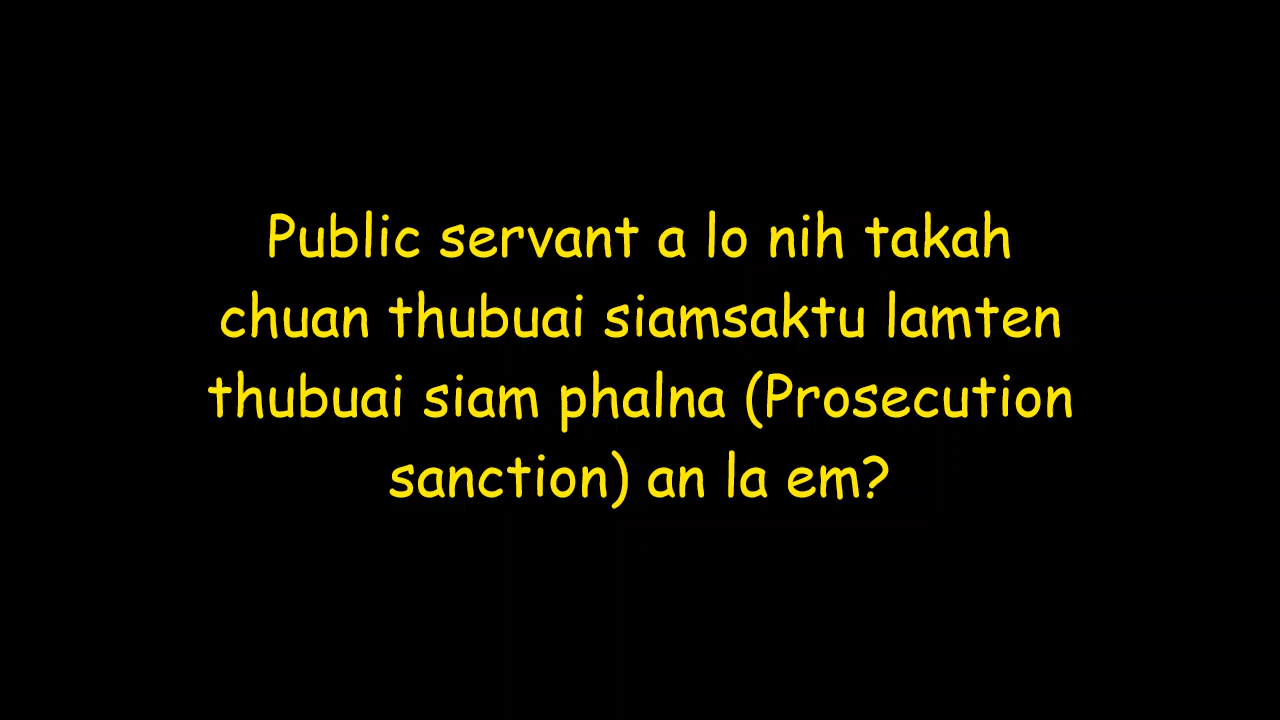 Public servant a lo nih takah
chuan thubuai siamsaktu lamten
thubuai siam phalna (Prosecution
sanction) an la em?